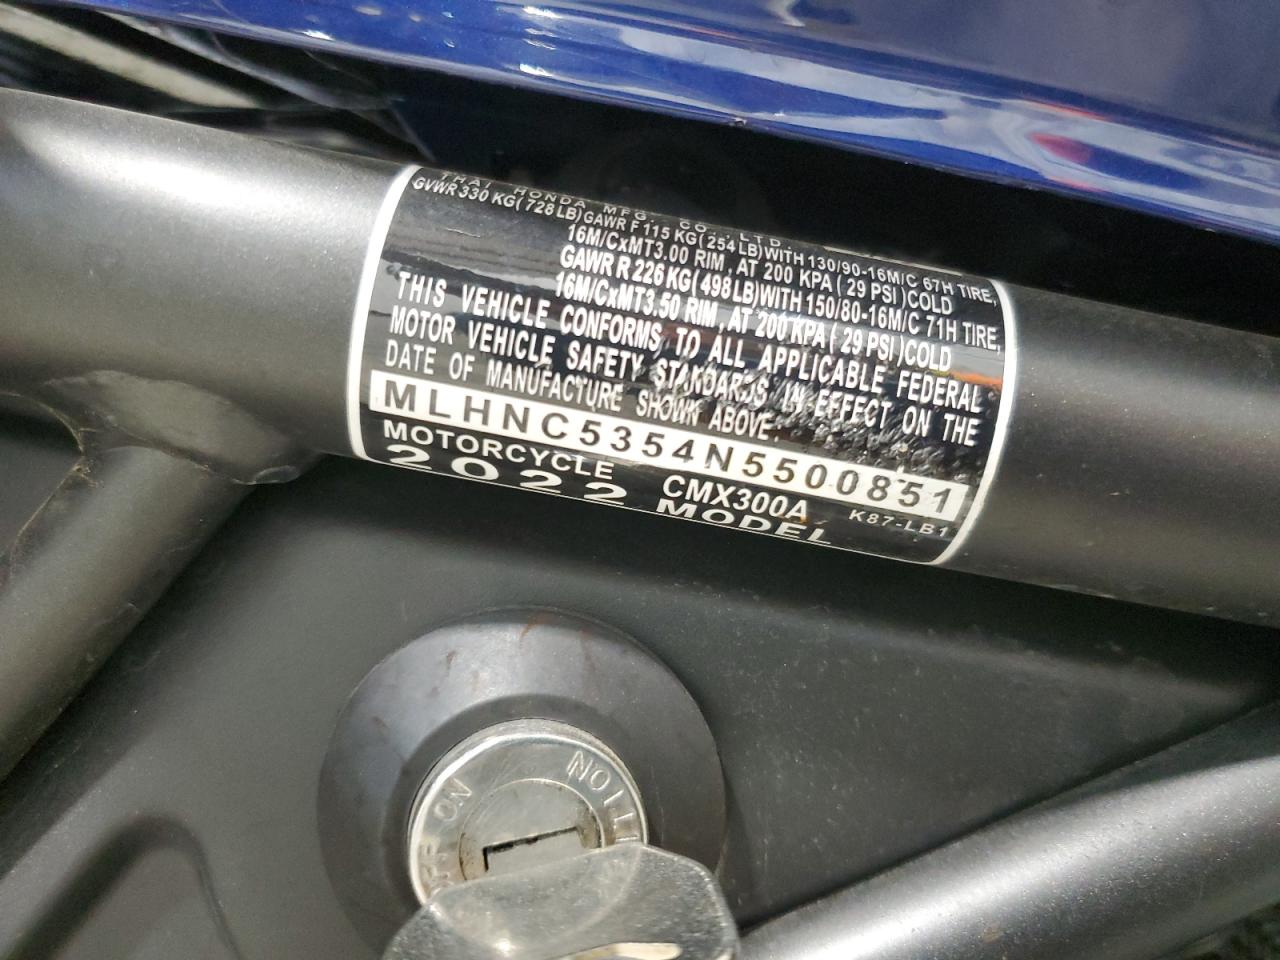 THAI HONDA MFG. CO., LTD.
GVWR 330 KG( 728 LB) GAWR F 115 KG( 254 LB) WITH 130/90-16M/C 67H TIRE,
16M/CxMT3.00 RIM, AT 200 KPA ( 29 PSI ) COLD
GAWR R 226 KG( 498 LB) WITH 150/80-16M/C 71H TIRE,
16M/CxMT3.50 RIM, AT 200 KPA ( 29 PSI ) COLD
THIS VEHICLE CONFORMS TO ALL APPLICABLE FEDERAL
MOTOR VEHICLE SAFETY STANDARDS IN EFFECT ON THE
DATE OF MANUFACTURE SHOWN ABOVE.
MLHNC5354N5500851
MOTORCYCLE CMX300A K87-LB1
2022 MODEL
OFF ON